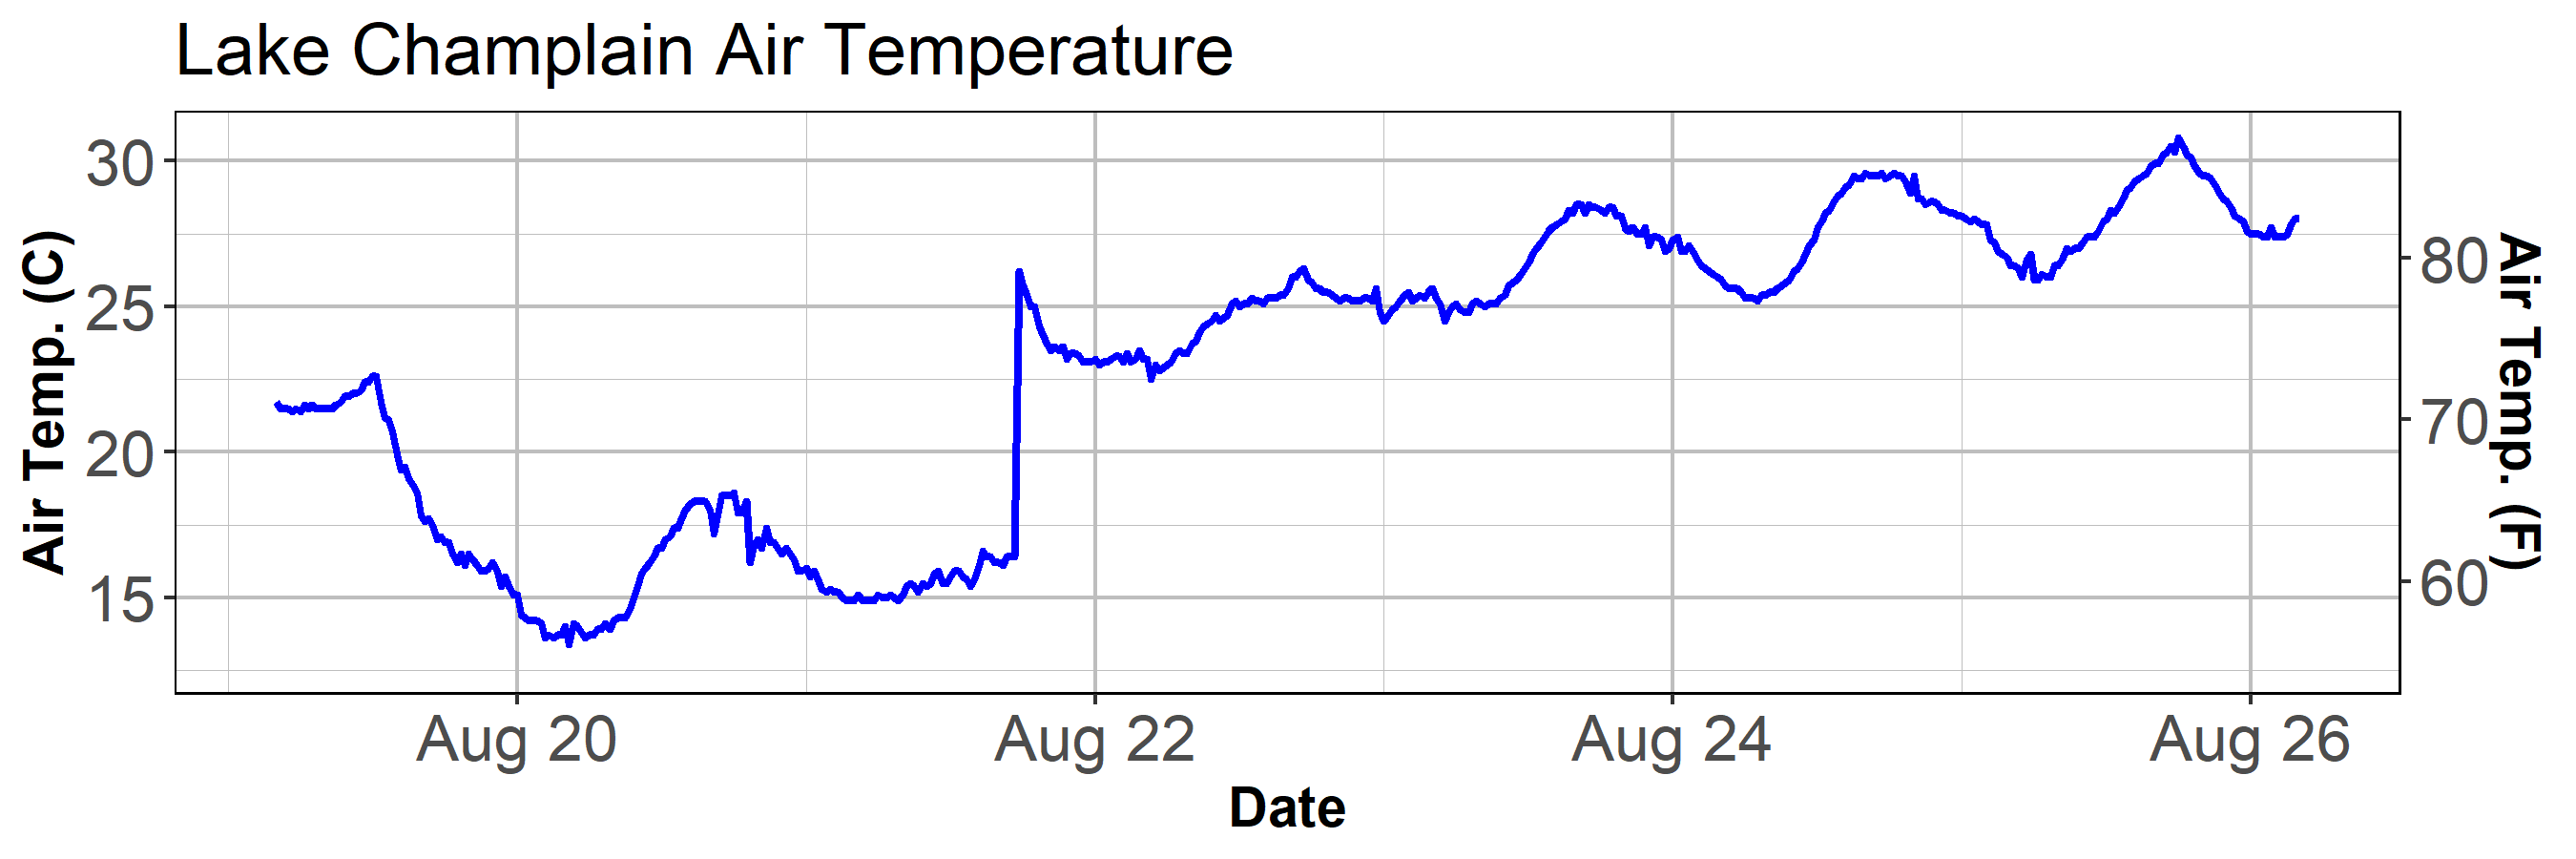 Lake Champlain Air Temperature
Air Temp. (C)
30
25
20
15
80
70
60
Air Temp. (F)
Aug 20
Aug 22
Aug 24
Aug 26
Date